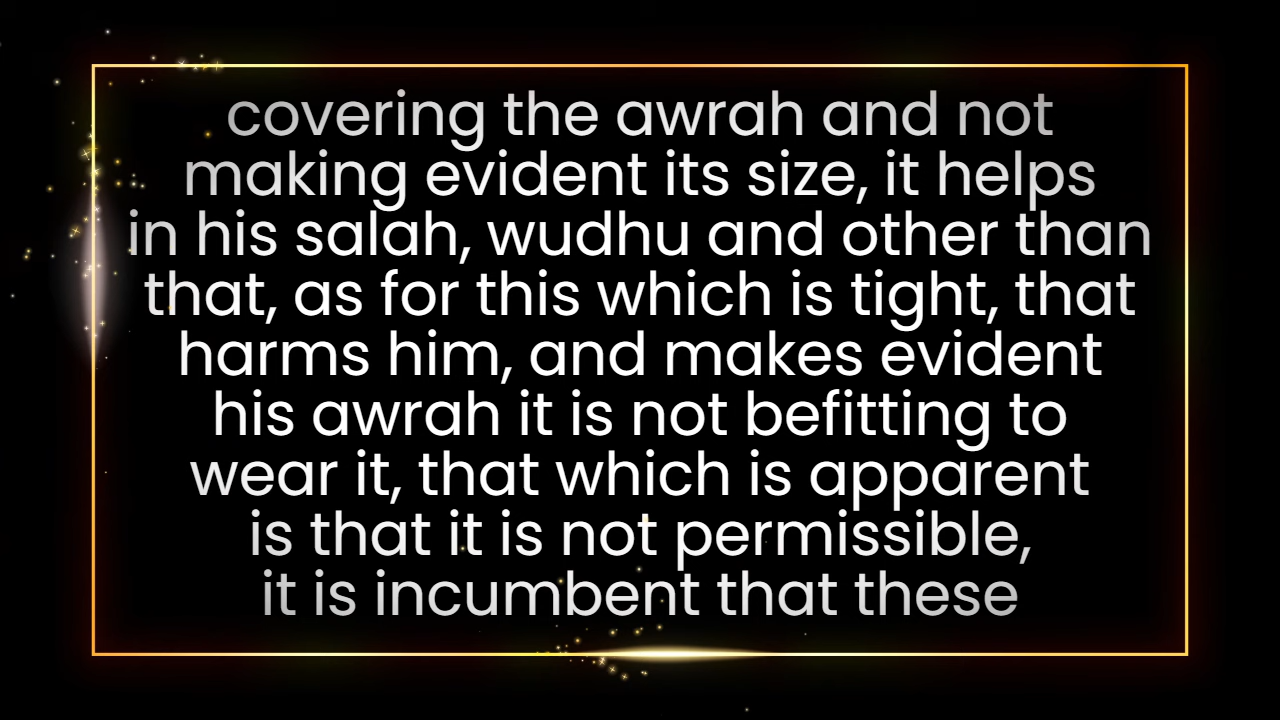 covering the awrah and not
making evident its size, it helps
in his salah, wudhu and other than
that, as for this which is tight, that
harms him, and makes evident
his awrah it is not befitting to
wear it, that which is apparent
is that it is not permissible,
it is incumbent that these